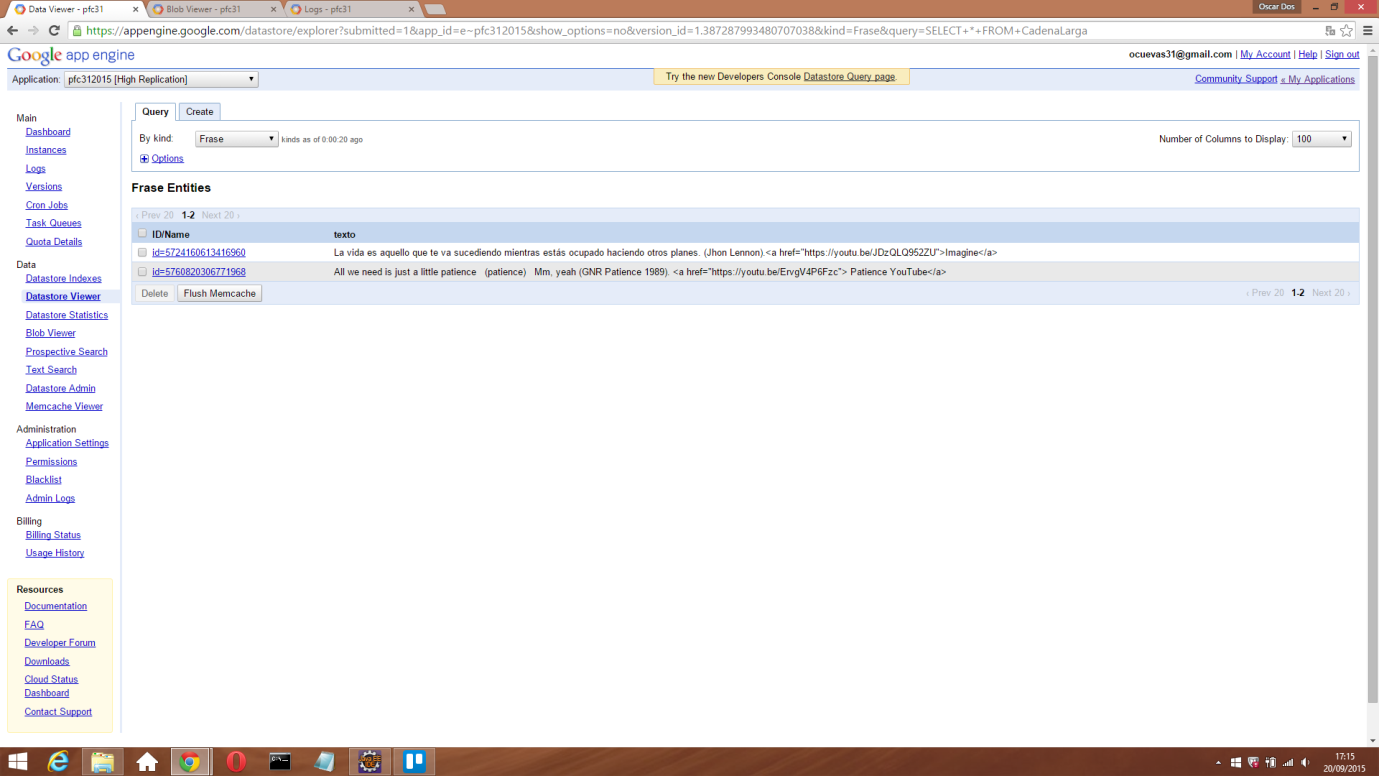 Data Viewer - pfc31
Blob Viewer - pfc31
Logs - pfc31
Oscar Dos
https://appengine.google.com/datastore/explorer?submitted=1&app_id=e~pfc312015&show_options=no&version_id=1.387287993480707038&kind=Frase&query=SELECT+*+FROM+CadenaLarga
Google app engine
ocuevas31@gmail.com | My Account | Help | Sign out
Application: pfc312015 [High Replication]
Try the new Developers Console Datastore Query page.
Community Support « My Applications
Main
Dashboard
Instances
Logs
Versions
Cron Jobs
Task Queues
Quota Details
Data
Datastore Indexes
Datastore Viewer
Datastore Statistics
Blob Viewer
Prospective Search
Text Search
Datastore Admin
Memcache Viewer
Administration
Application Settings
Permissions
Blacklist
Admin Logs
Billing
Billing Status
Usage History
Resources
Documentation
FAQ
Developer Forum
Downloads
Cloud Status
Dashboard
Contact Support
Query Create
By kind: Frase kinds as of 0:00:20 ago
Number of Columns to Display: 100
Options
Frase Entities
‹ Prev 20 1-2 Next 20 ›
ID/Name texto
id=5724160613416960 La vida es aquello que te va sucediendo mientras estás ocupado haciendo otros planes. (Jhon Lennon).<a href="https://youtu.be/JDzQLQ952ZU">Imagine</a>
id=5760820306771968 All we need is just a little patience (patience) Mm, yeah (GNR Patience 1989). <a href="https://youtu.be/ErvgV4P6Fzc"> Patience YouTube</a>
Delete Flush Memcache
‹ Prev 20 1-2 Next 20 ›
17:15
20/09/2015